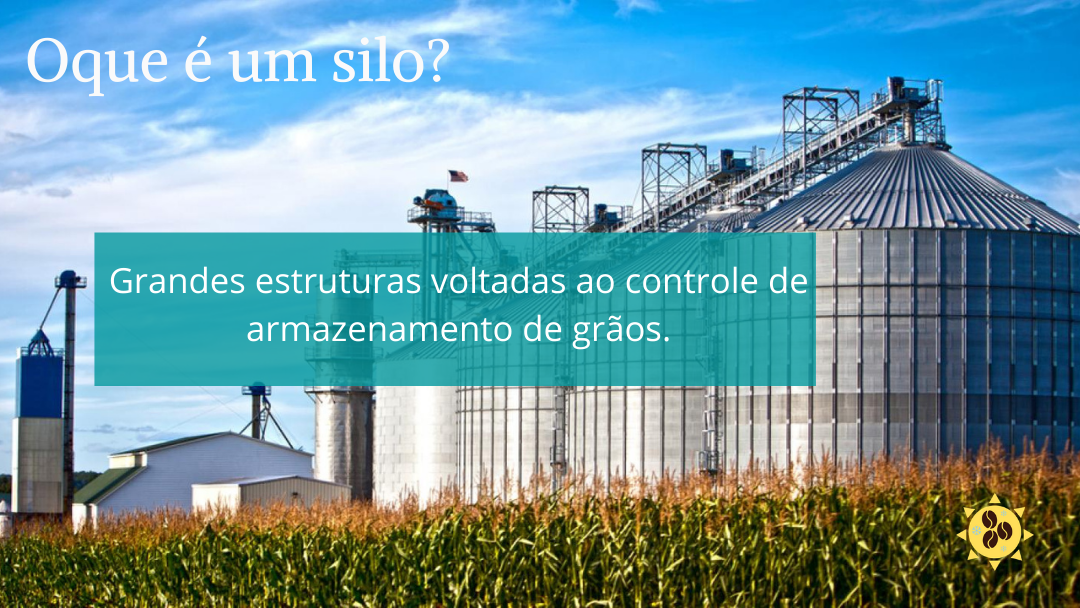 Oque é um silo?
Grandes estruturas voltadas ao controle de
armazenamento de grãos.